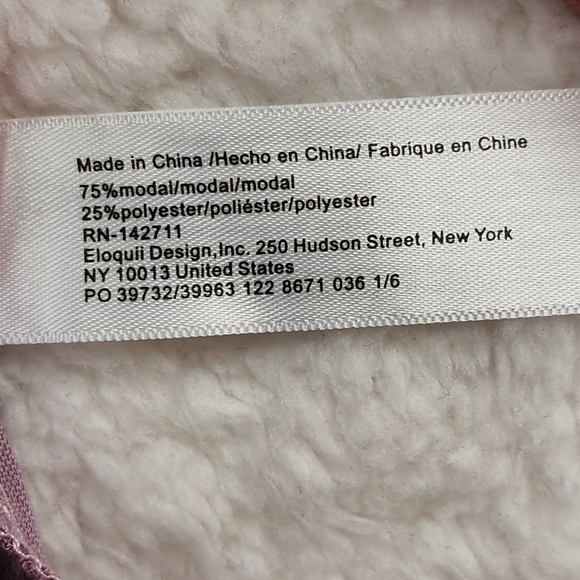 Made in China /Hecho en China/ Fabrique en Chine
75%modal/modal/modal
25%polyester/poliéster/polyester
RN-142711
Eloquii Design,Inc. 250 Hudson Street, New York
NY 10013 United States
PO 39732/39963 122 8671 036 1/6